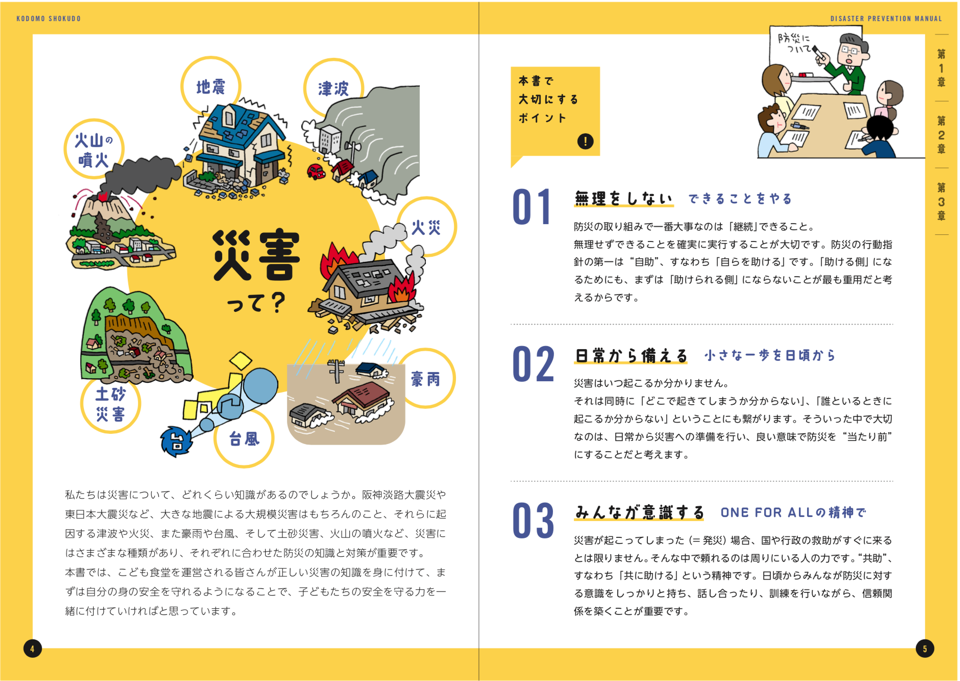 KODOMO SHOKUDO
地震
津波
火山の
噴火
火災
災害
って？
土砂
災害
台
台風
豪雨
私たちは災害について、どれくらい知識があるのでしょうか。阪神淡路大震災や
東日本大震災など、大きな地震による大規模災害はもちろんのこと、それらに起
因する津波や火災、また豪雨や台風、そして土砂災害、火山の噴火など、災害に
はさまざまな種類があり、それぞれに合わせた防災の知識と対策が重要です。
本書では、こども食堂を運営される皆さんが正しい災害の知識を身に付けて、ま
ずは自分の身の安全を守れるようになることで、子どもたちの安全を守る力を一
緒に付けていければと思っています。
4
DISASTER PREVENTION MANUAL
防災に
ついて
第1章
第2章
第3章
本書で
大切にする
ポイント
!
01 無理をしない できることをやる
防災の取り組みで一番大事なのは「継続」できること。
無理せずできることを確実に実行することが大切です。防災の行動指
針の第一は“自助”、すなわち「自らを助ける」です。「助ける側」にな
るためにも、まずは「助けられる側」にならないことが最も重用だと考
えるからです。
02 日常から備える 小さな一歩を日頃から
災害はいつ起こるか分かりません。
それは同時に「どこで起きてしまうか分からない」、「誰といるときに
起こるか分からない」ということにも繋がります。そういった中で大切
なのは、日常から災害への準備を行い、良い意味で防災を“当たり前”
にすることだと考えます。
03 みんなが意識する ONE FOR ALLの精神で
災害が起こってしまった（＝発災）場合、国や行政の救助がすぐに来る
とは限りません。そんな中で頼れるのは周りにいる人の力です。“共助”、
すなわち「共に助ける」という精神です。日頃からみんなが防災に対す
る意識をしっかりと持ち、話し合ったり、訓練を行いながら、信頼関
係を築くことが重要です。
5